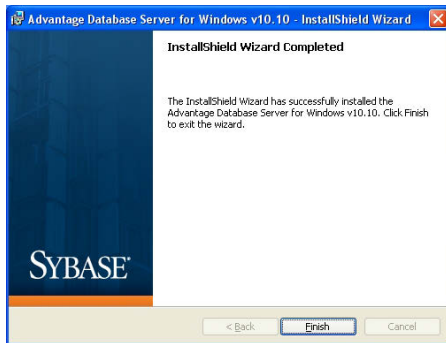 Advantage Database Server for Windows v10.10 - InstallShield Wizard
InstallShield Wizard Completed
The InstallShield Wizard has successfully installed the
Advantage Database Server for Windows v10.10. Click Finish
to exit the wizard.
SYBASE
< Back
Finish
Cancel